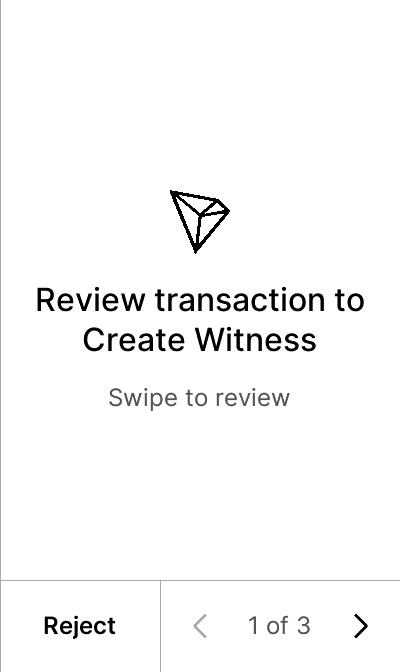 Review transaction to
Create Witness
Swipe to review
Reject
1 of 3